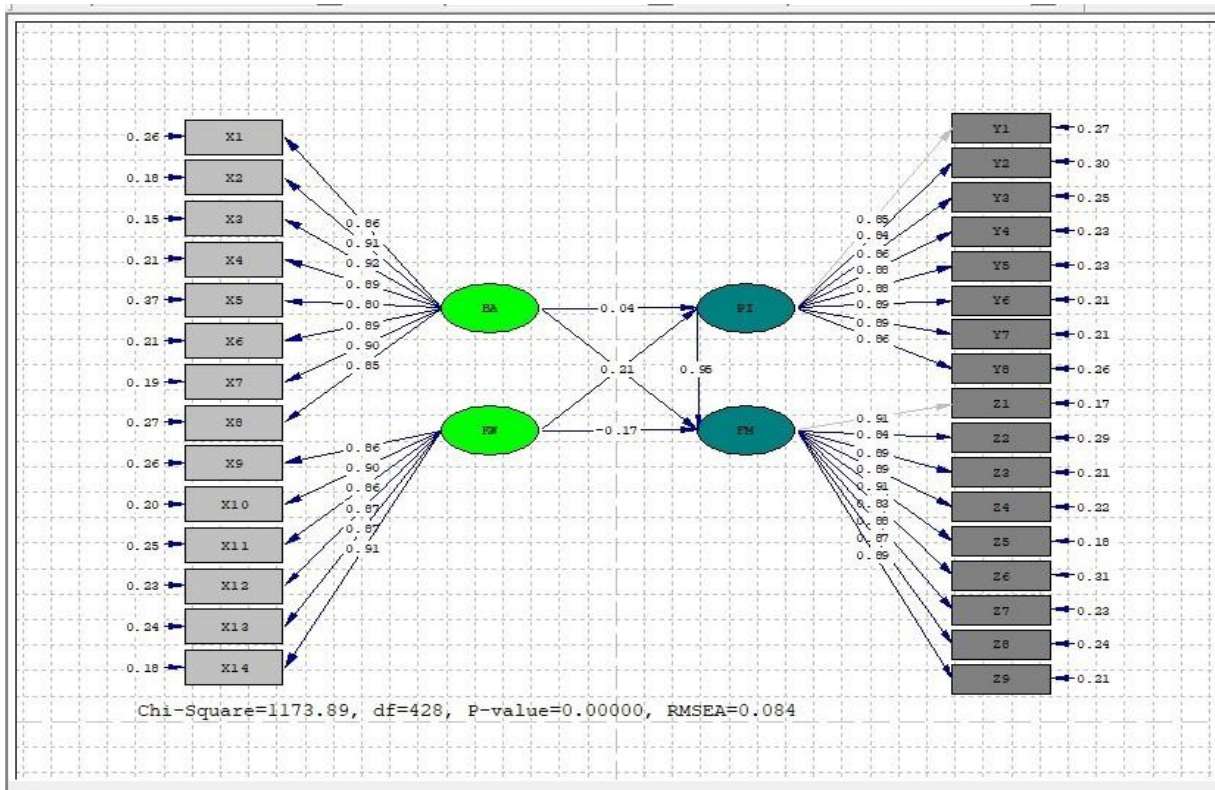 0.26 X1
0.18 X2
0.15 X3
0.21 X4
0.37 X5
0.21 X6
0.19 X7
0.27 X8
0.26 X9
0.20 X10
0.25 X11
0.23 X12
0.24 X13
0.18 X14
0.86
0.91
0.92
0.89
0.80
0.89
0.90
0.85
0.86
0.90
0.86
0.87
0.87
0.91
BA
0.04
0.21
-0.17
PI
0.95
0.85
0.84
0.86
0.88
0.88
0.89
0.89
0.86
0.91
0.84
0.89
0.89
0.91
0.83
0.88
0.87
0.89
Y1 0.27
Y2 0.30
Y3 0.25
Y4 0.23
Y5 0.23
Y6 0.21
Y7 0.21
Y8 0.26
Z1 0.17
Z2 0.29
Z3 0.21
Z4 0.22
Z5 0.18
Z6 0.31
Z7 0.23
Z8 0.24
Z9 0.21
Chi-Square=1173.89, df=428, P-value=0.00000, RMSEA=0.084